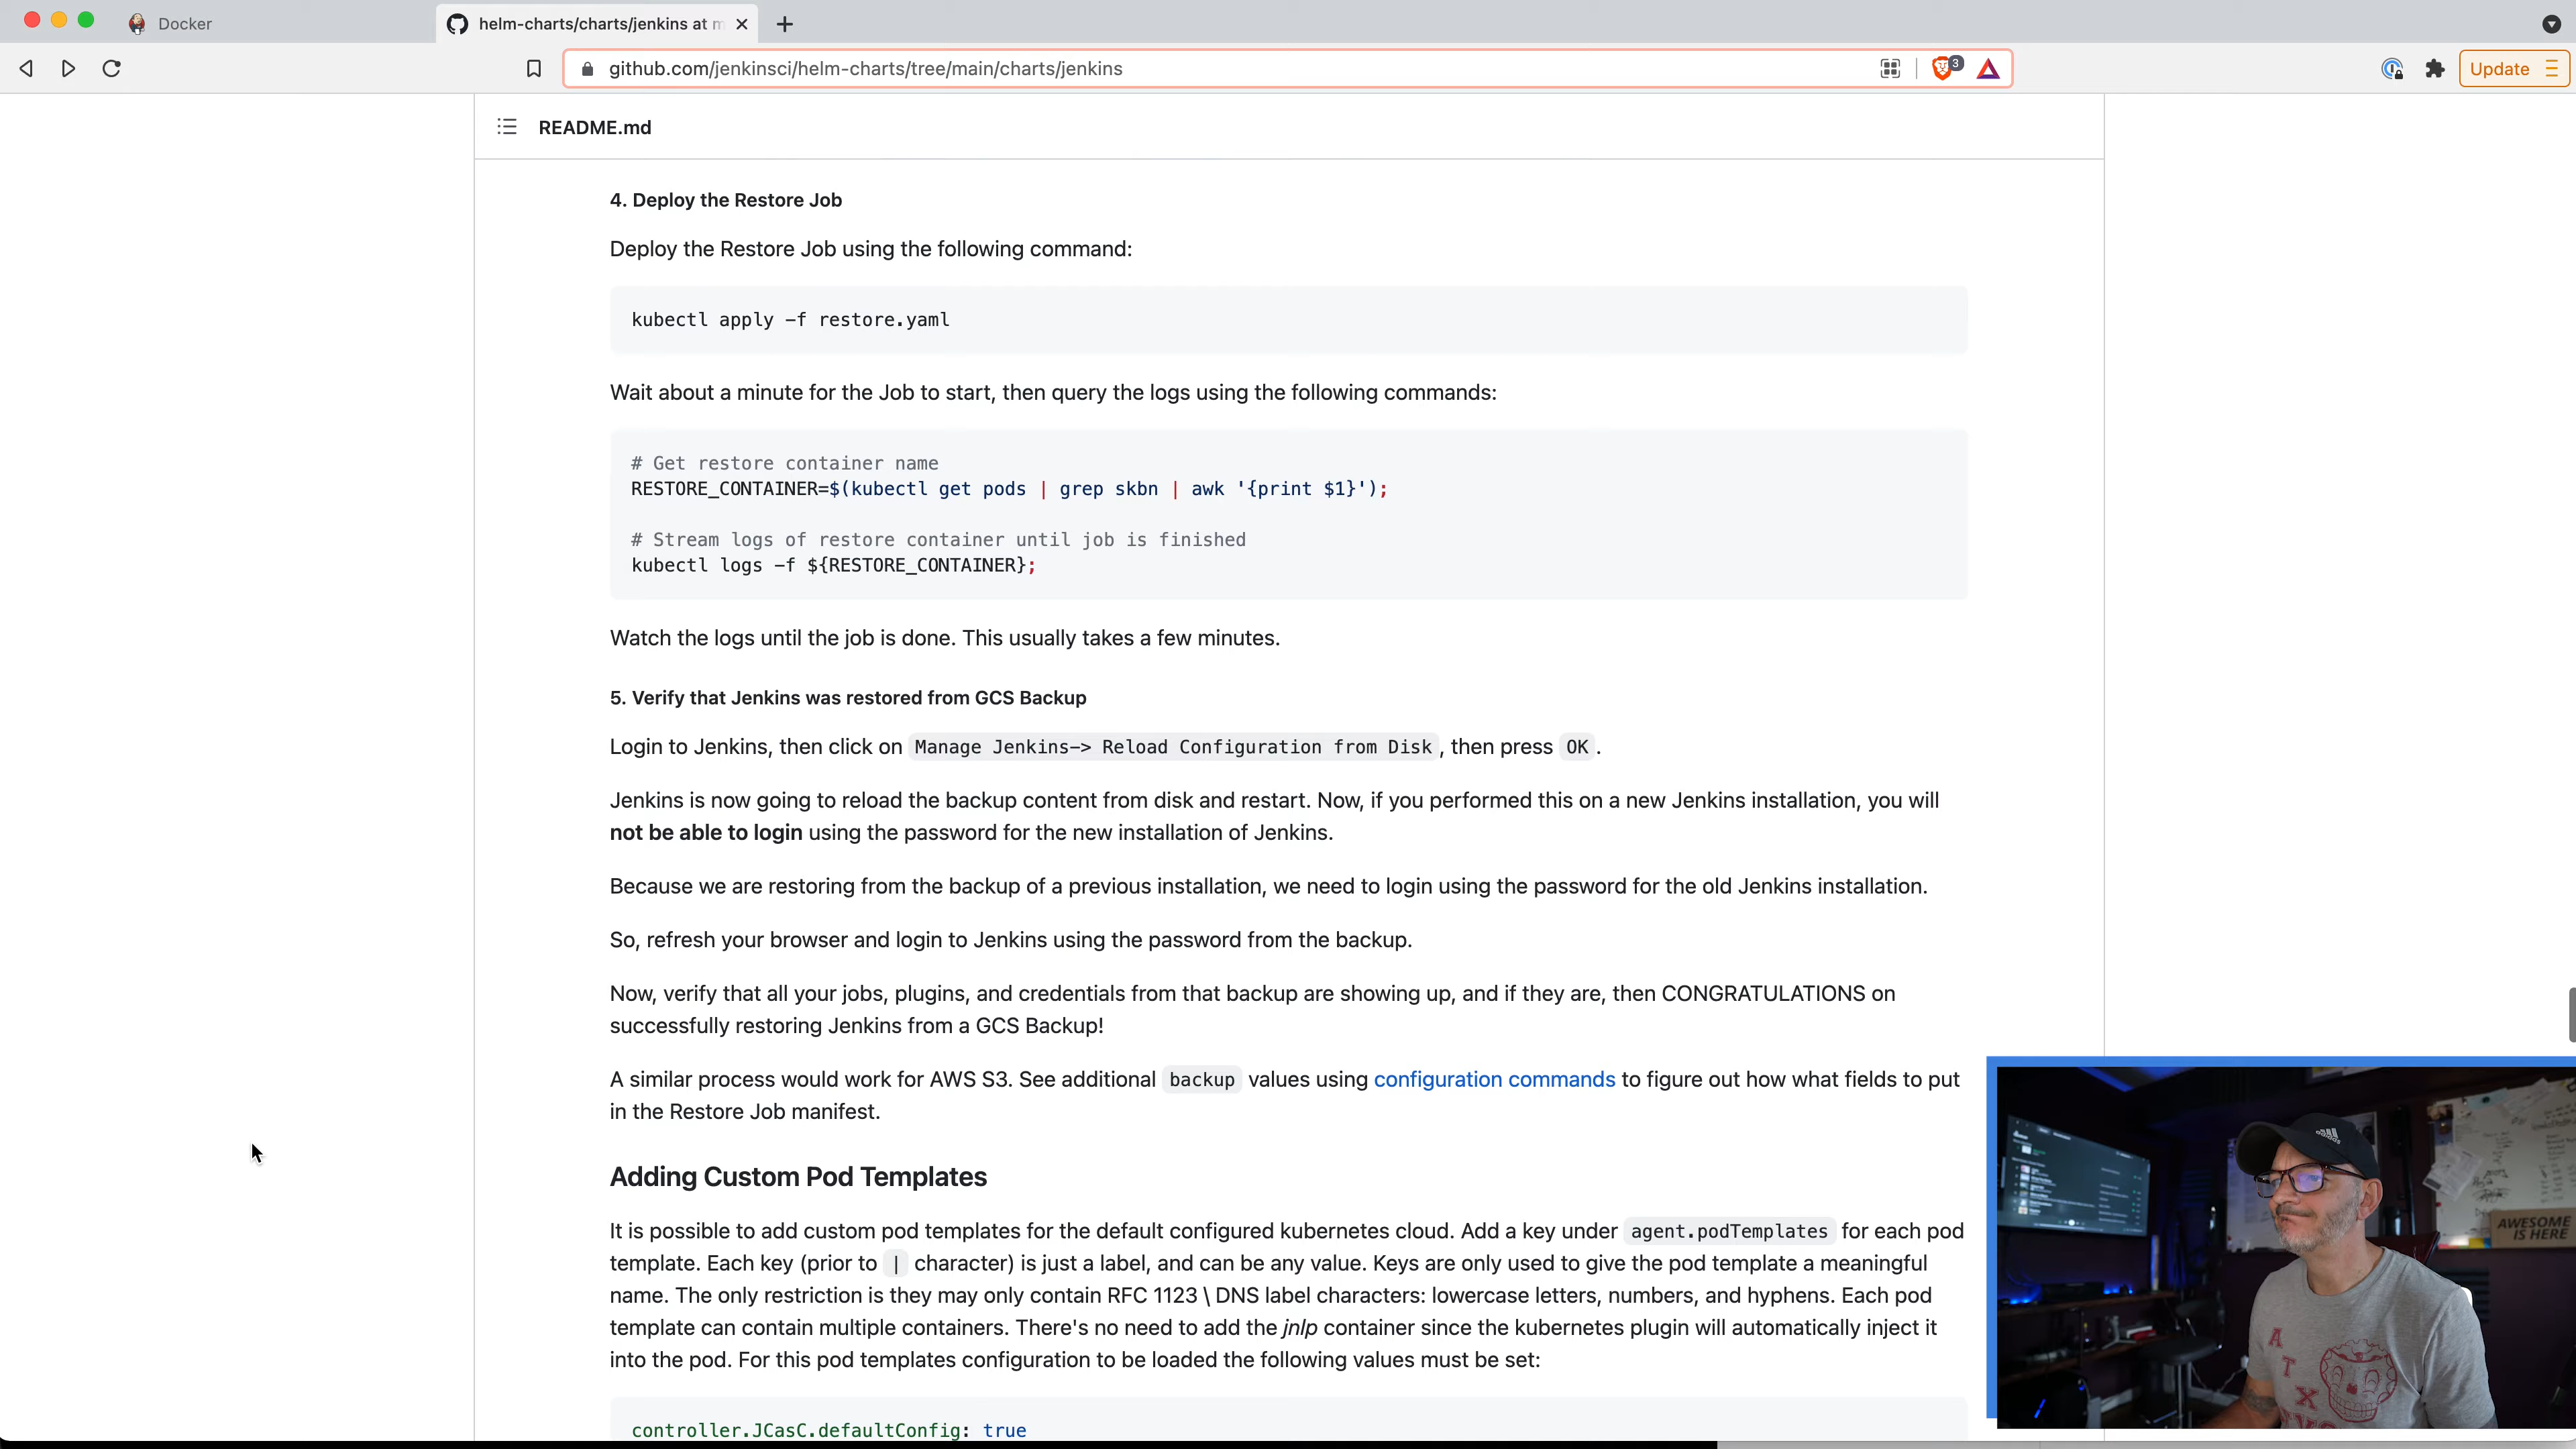 Docker
helm-charts/charts/jenkins at m
github.com/jenkinsci/helm-charts/tree/main/charts/jenkins
3
Update
README.md
4. Deploy the Restore Job
Deploy the Restore Job using the following command:
kubectl apply -f restore.yaml
Wait about a minute for the Job to start, then query the logs using the following commands:
# Get restore container name
RESTORE_CONTAINER=$(kubectl get pods | grep skbn | awk '{print $1}');
# Stream logs of restore container until job is finished
kubectl logs -f ${RESTORE_CONTAINER};
Watch the logs until the job is done. This usually takes a few minutes.
5. Verify that Jenkins was restored from GCS Backup
Login to Jenkins, then click on Manage Jenkins-> Reload Configuration from Disk, then press OK.
Jenkins is now going to reload the backup content from disk and restart. Now, if you performed this on a new Jenkins installation, you will
not be able to login using the password for the new installation of Jenkins.
Because we are restoring from the backup of a previous installation, we need to login using the password for the old Jenkins installation.
So, refresh your browser and login to Jenkins using the password from the backup.
Now, verify that all your jobs, plugins, and credentials from that backup are showing up, and if they are, then CONGRATULATIONS on
successfully restoring Jenkins from a GCS Backup!
A similar process would work for AWS S3. See additional backup values using configuration commands to figure out how what fields to put
in the Restore Job manifest.
Adding Custom Pod Templates
It is possible to add custom pod templates for the default configured kubernetes cloud. Add a key under agent.podTemplates for each pod
template. Each key (prior to | character) is just a label, and can be any value. Keys are only used to give the pod template a meaningful
name. The only restriction is they may only contain RFC 1123 \ DNS label characters: lowercase letters, numbers, and hyphens. Each pod
template can contain multiple containers. There's no need to add the jnlp container since the kubernetes plugin will automatically inject it
into the pod. For this pod templates configuration to be loaded the following values must be set:
controller.JCasC.defaultConfig: true
adidas
AWESOME
IS HERE
ATX